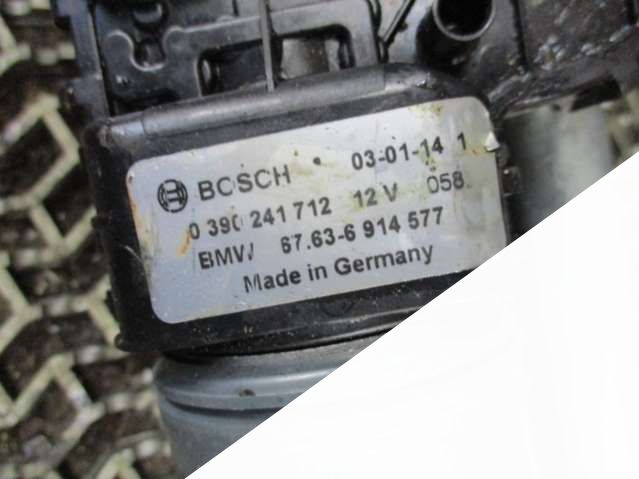 BOSCH • 03-01-14 1
0 390 241 712 12 V 058
BMW 67.63-6 914 577
Made in Germany